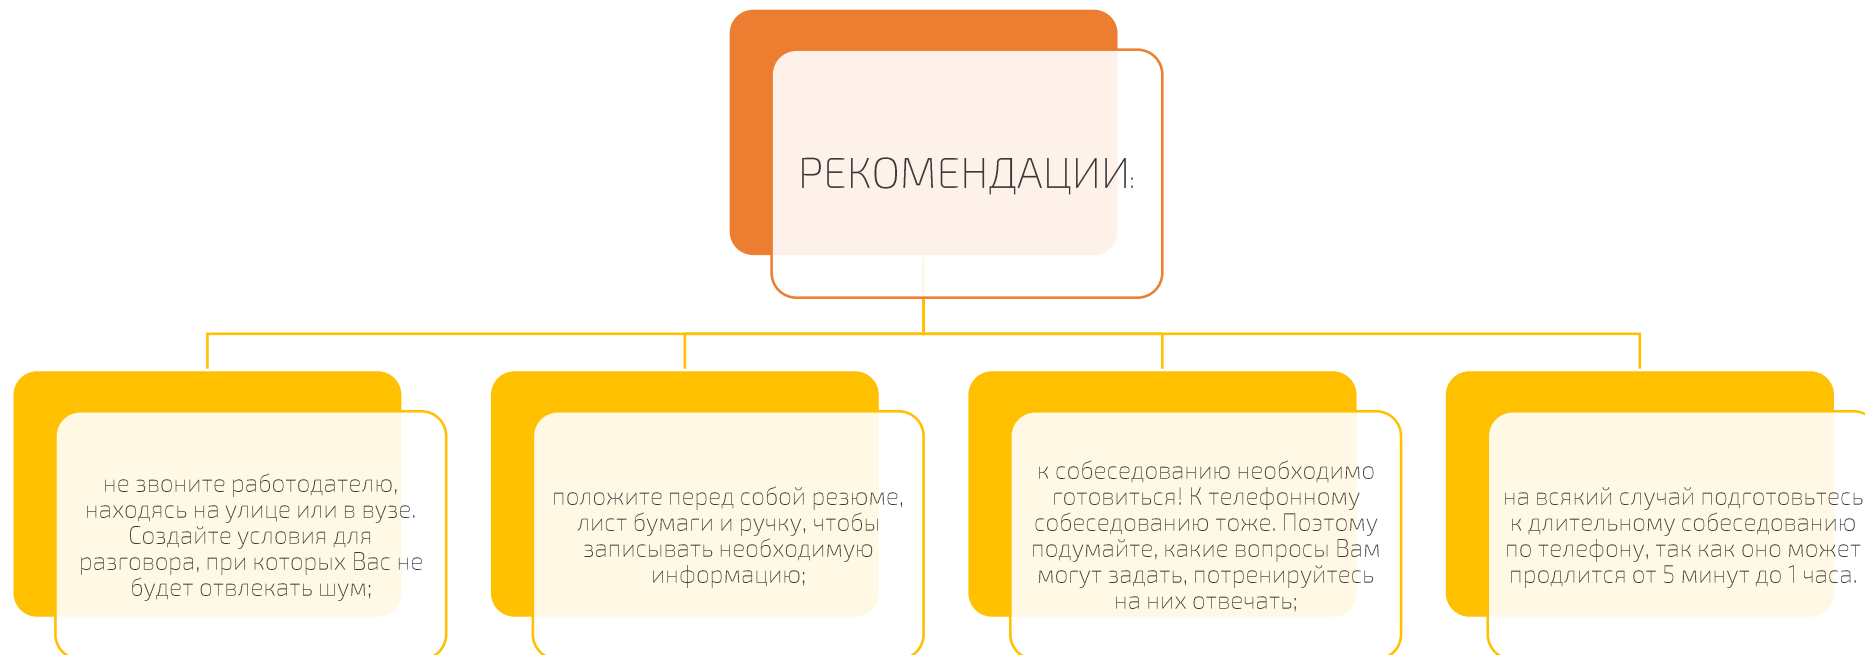 РЕКОМЕНДАЦИИ:
не звоните работодателю,
находясь на улице или в вузе.
Создайте условия для
разговора, при которых Вас не
будет отвлекать шум;
положите перед собой резюме,
лист бумаги и ручку, чтобы
записывать необходимую
информацию;
к собеседованию необходимо
готовиться! К телефонному
собеседованию тоже. Поэтому
подумайте, какие вопросы Вам
могут задать, потренируйтесь
на них отвечать;
на всякий случай подготовьтесь
к длительному собеседованию
по телефону, так как оно может
продлится от 5 минут до 1 часа.